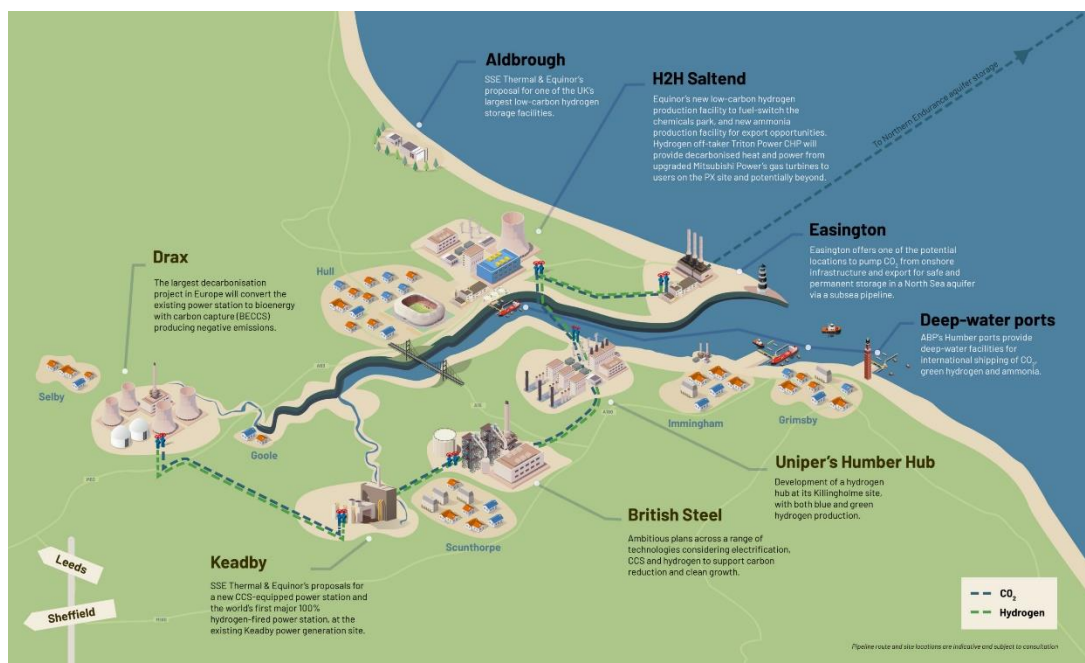 Aldbrough
SSE Thermal & Equinor's
proposal for one of the UK's
largest low-carbon hydrogen
storage facilities.
H2H Saltend
Equinor's new low-carbon hydrogen
production facility to fuel-switch the
chemicals park, and new ammonia
production facility for export opportunities.
Hydrogen off-taker Triton Power CHP will
provide decarbonised heat and power from
upgraded Mitsubishi Power's gas turbines to
users on the PX site and potentially beyond.
To Northern Endurance aquifer storage
Easington
Easington offers one of the potential
locations to pump CO₂ from onshore
infrastructure and export for safe and
permanent storage in a North Sea aquifer
via a subsea pipeline.
Drax
The largest decarbonisation
project in Europe will convert the
existing power station to bioenergy
with carbon capture (BECCS)
producing negative emissions.
Hull
Deep-water ports
ABP's Humber ports provide
deep-water facilities for
international shipping of CO₂,
green hydrogen and ammonia.
Selby
Goole
Immingham
Grimsby
Uniper's Humber Hub
Development of a hydrogen
hub at its Killingholme site,
with both blue and green
hydrogen production.
British Steel
Ambitious plans across a range of
technologies considering electrification,
CCS and hydrogen to support carbon
reduction and clean growth.
Scunthorpe
Keadby
SSE Thermal & Equinor's proposals for
a new CCS-equipped power station and
the world's first major 100%
hydrogen-fired power station, at the
existing Keadby power generation site.
Leeds
Sheffield
CO₂
Hydrogen
Pipeline route and site locations are indicative and subject to consultation